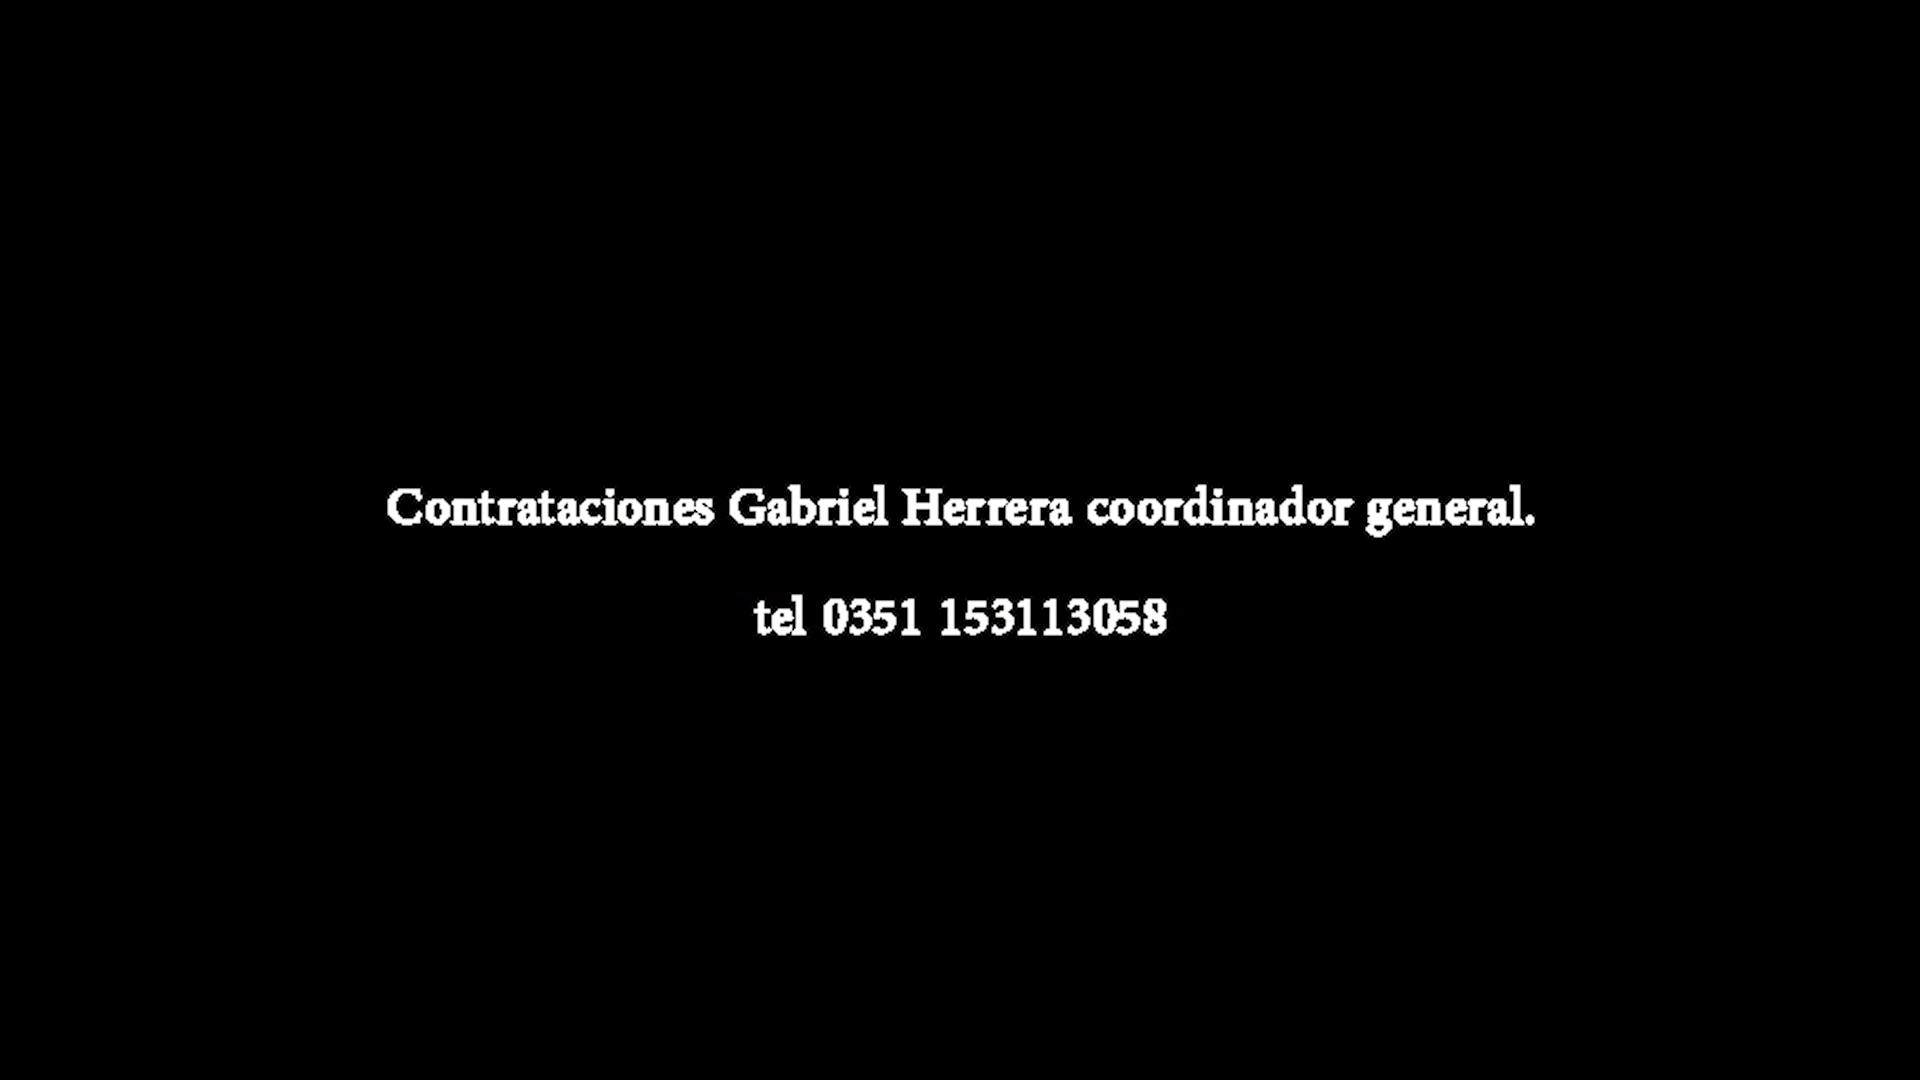 Contrataciones Gabriel Herrera coordinador general.
tel 0351 153113058